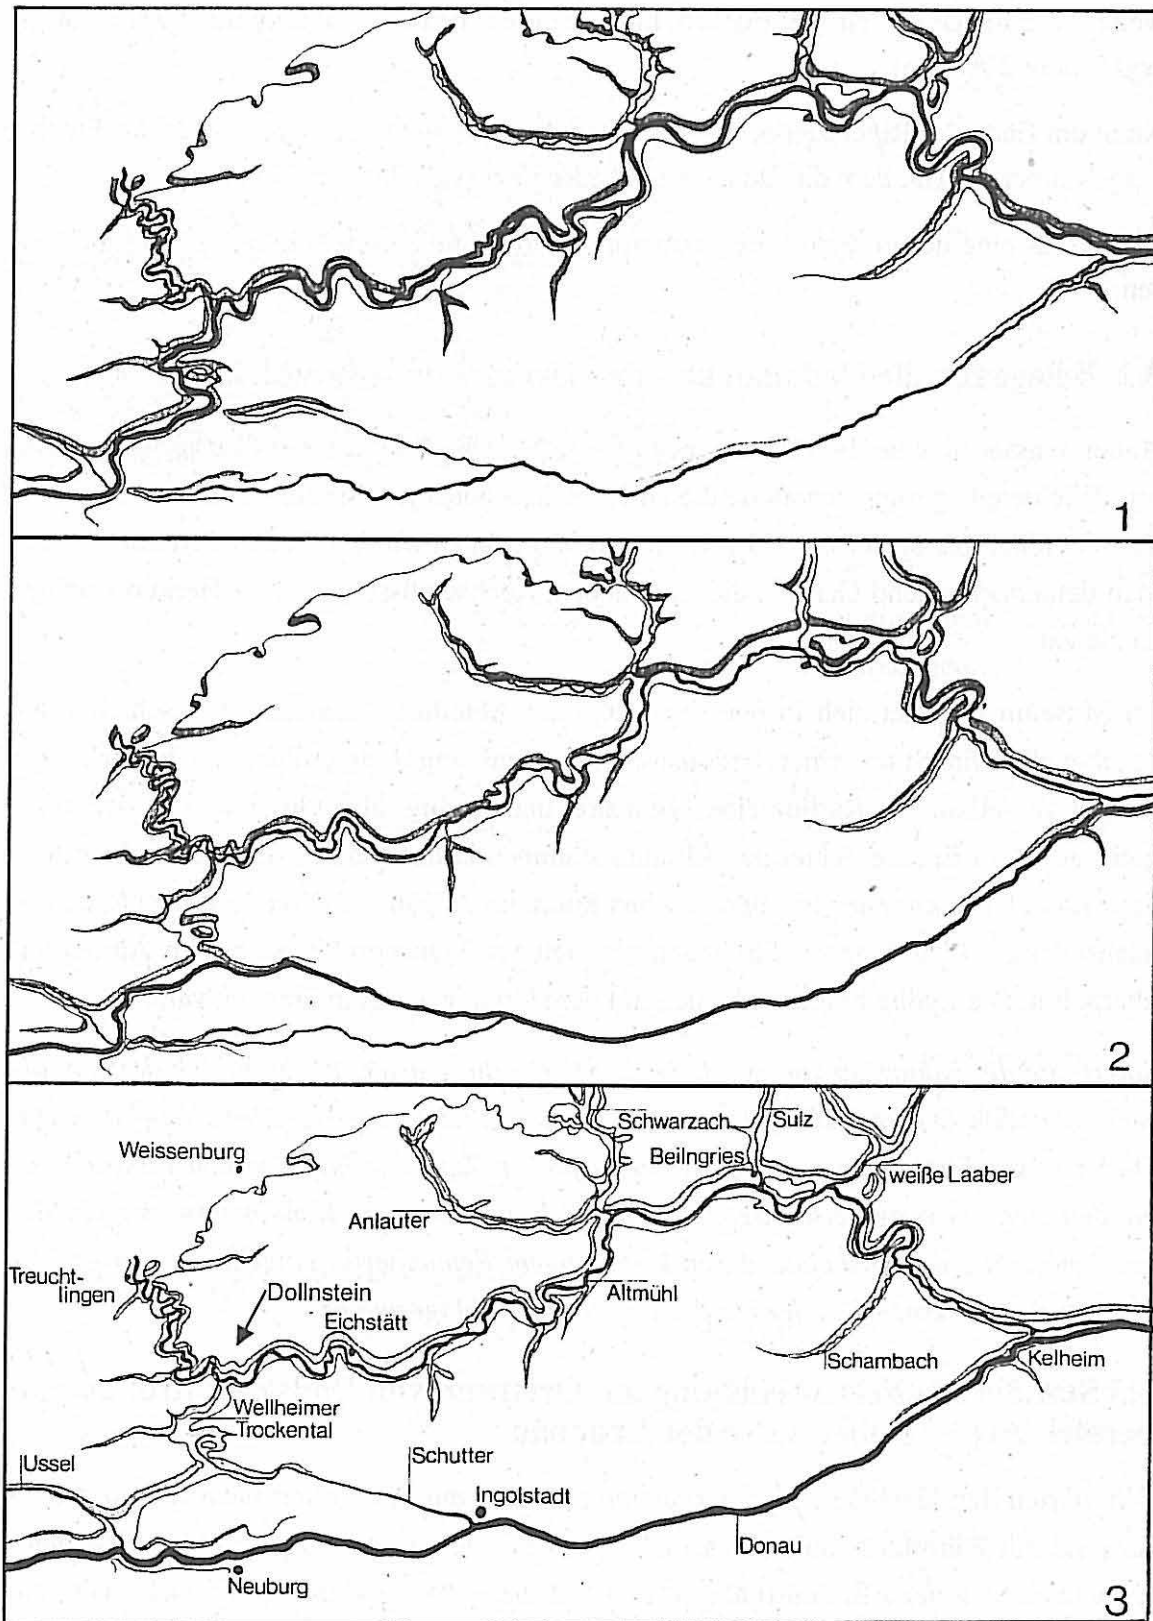 1
2
Schwarzach
Sulz
Weissenburg
Beilngries
weiße Laaber
Anlauter
Treucht-
lingen
Dollnstein
Altmühl
Eichstätt
Schambach
Kelheim
Wellheimer
Trockental
Ussel
Schutter
Ingolstadt
Donau
Neuburg
3